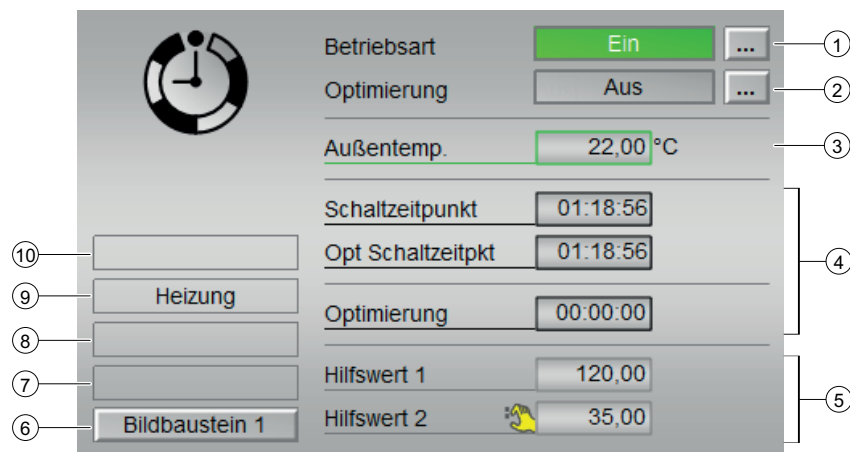 Betriebsart Ein ... 1
Optimierung Aus ... 2
Außentemp. 22,00 °C 3
Schaltzeitpunkt 01:18:56
Opt Schaltzeitpkt 01:18:56
4
Optimierung 00:00:00
Hilfswert 1 120,00
5
Hilfswert 2 35,00
10
9 Heizung
8
7
6 Bildbaustein 1